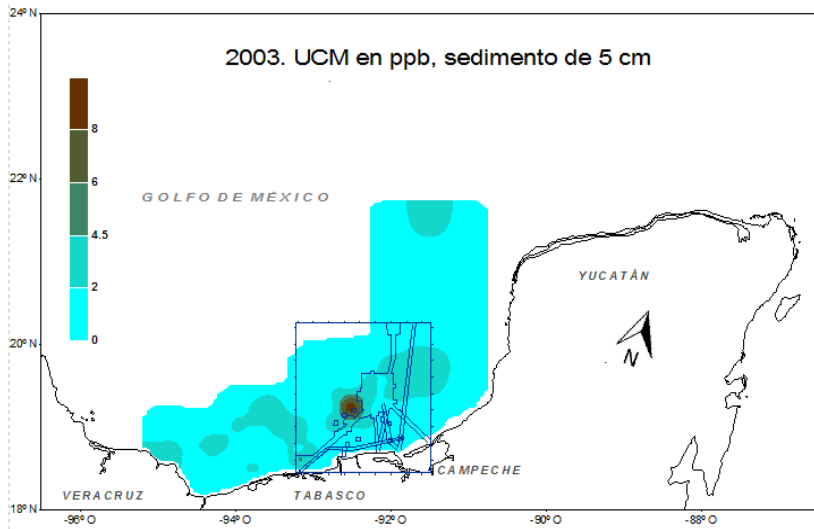 24°N
2003. UCM en ppb, sedimento de 5 cm
8
6
4.5
2
0
22°N
GOLFO DE MÉXICO
YUCATÁN
20°N
N
CAMPECHE
VERACRUZ
TABASCO
18°N
-96°O
-94°O
-92°O
-90°O
-88°O